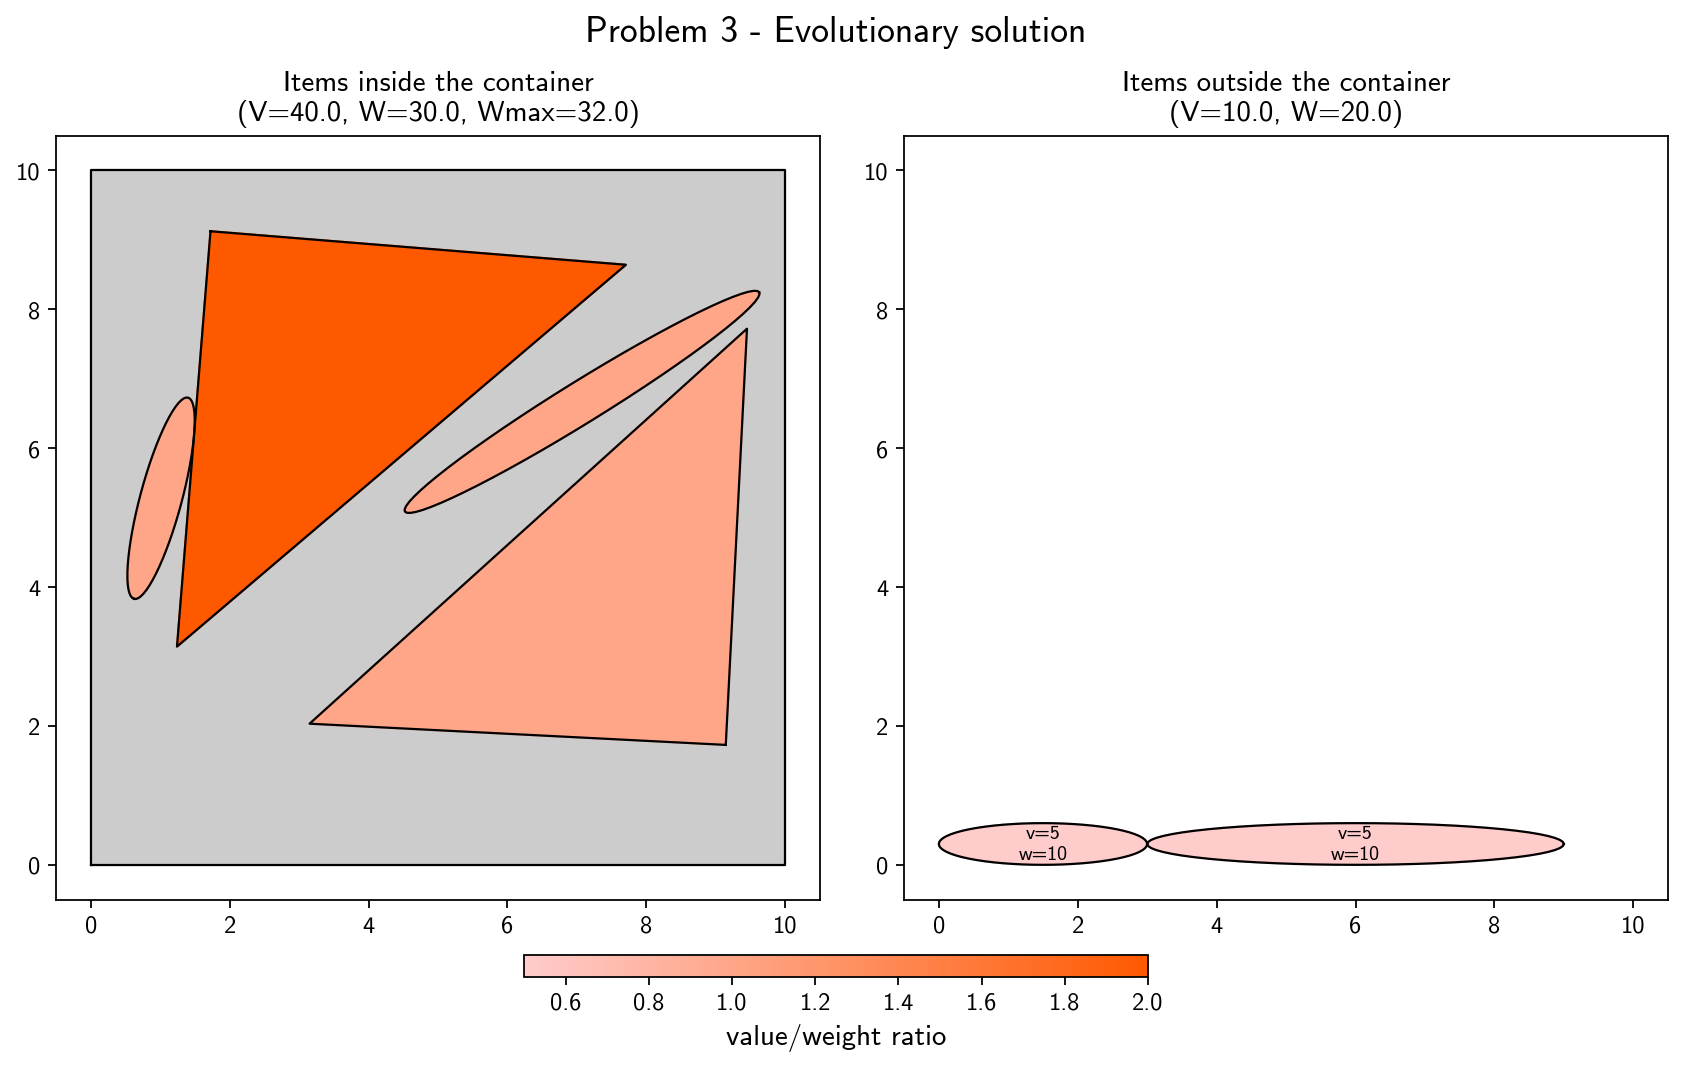 Problem 3 - Evolutionary solution
Items inside the container
(V=40.0, W=30.0, Wmax=32.0)
10
8
6
4
2
0
0 2 4 6 8 10
Items outside the container
(V=10.0, W=20.0)
10
8
6
4
2
0
v=5
w=10
v=5
w=10
0 2 4 6 8 10
0.6 0.8 1.0 1.2 1.4 1.6 1.8 2.0
value/weight ratio